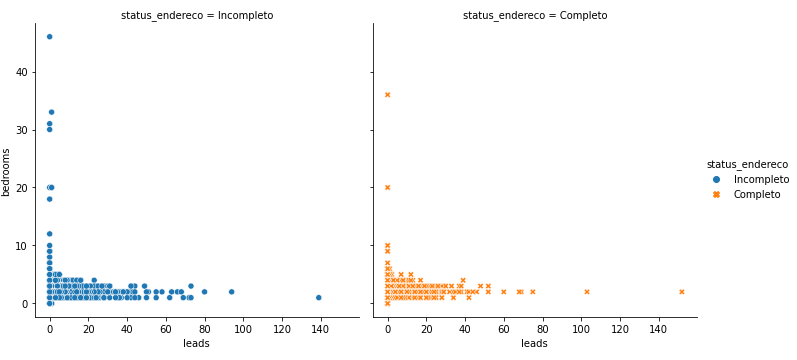 status_endereco = Incompleto
status_endereco = Completo
bedrooms
40
30
20
10
0
0 20 40 60 80 100 120 140
leads
0 20 40 60 80 100 120 140
leads
status_endereco
Incompleto
Completo